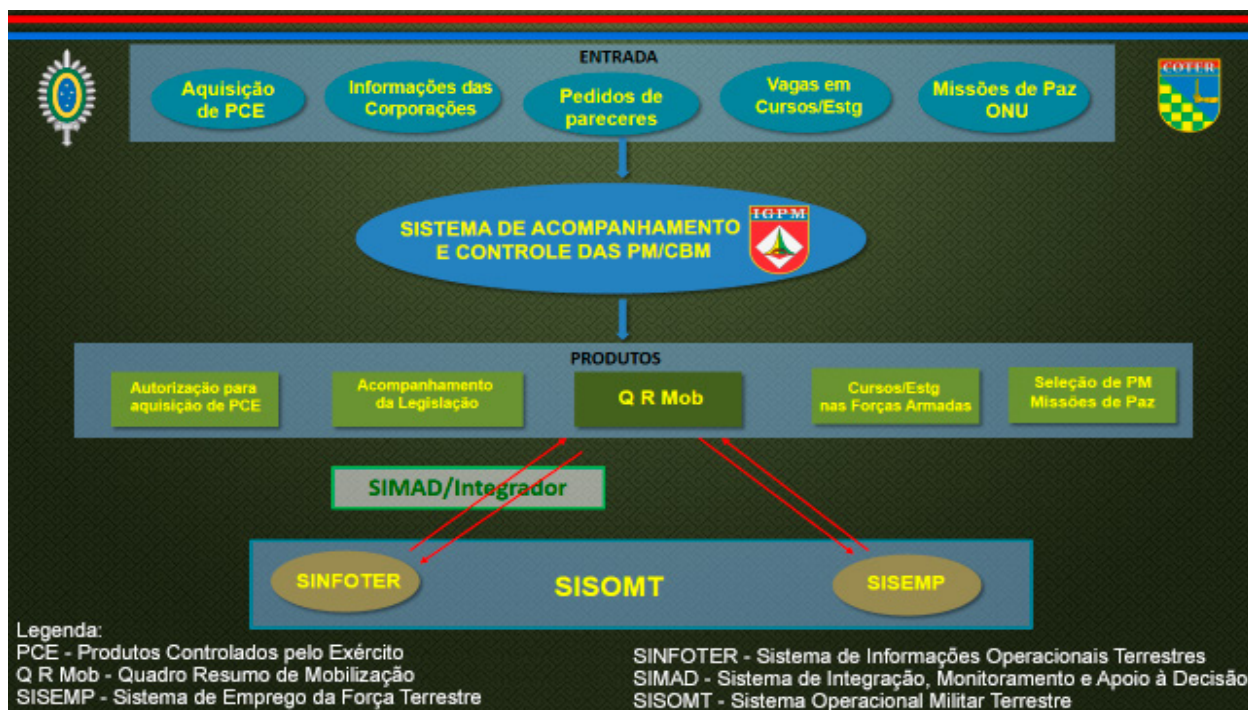 ENTRADA
Aquisição
de PCE
Informações das
Corporações
Pedidos de
pareceres
Vagas em
Cursos/Estg
Missões de Paz
ONU
COTER
SISTEMA DE ACOMPANHAMENTO
E CONTROLE DAS PM/CBM
IGPM
PRODUTOS
Autorização para
aquisição de PCE
Acompanhamento
da Legislação
Q R Mob
Cursos/Estg
nas Forças Armadas
Seleção de PM
Missões de Paz
SIMAD/Integrador
SINFOTER
SISOMT
SISEMP
Legenda:
PCE - Produtos Controlados pelo Exército
Q R Mob - Quadro Resumo de Mobilização
SISEMP - Sistema de Emprego da Força Terrestre
SINFOTER - Sistema de Informações Operacionais Terrestres
SIMAD - Sistema de Integração, Monitoramento e Apoio à Decisão
SISOMT - Sistema Operacional Militar Terrestre